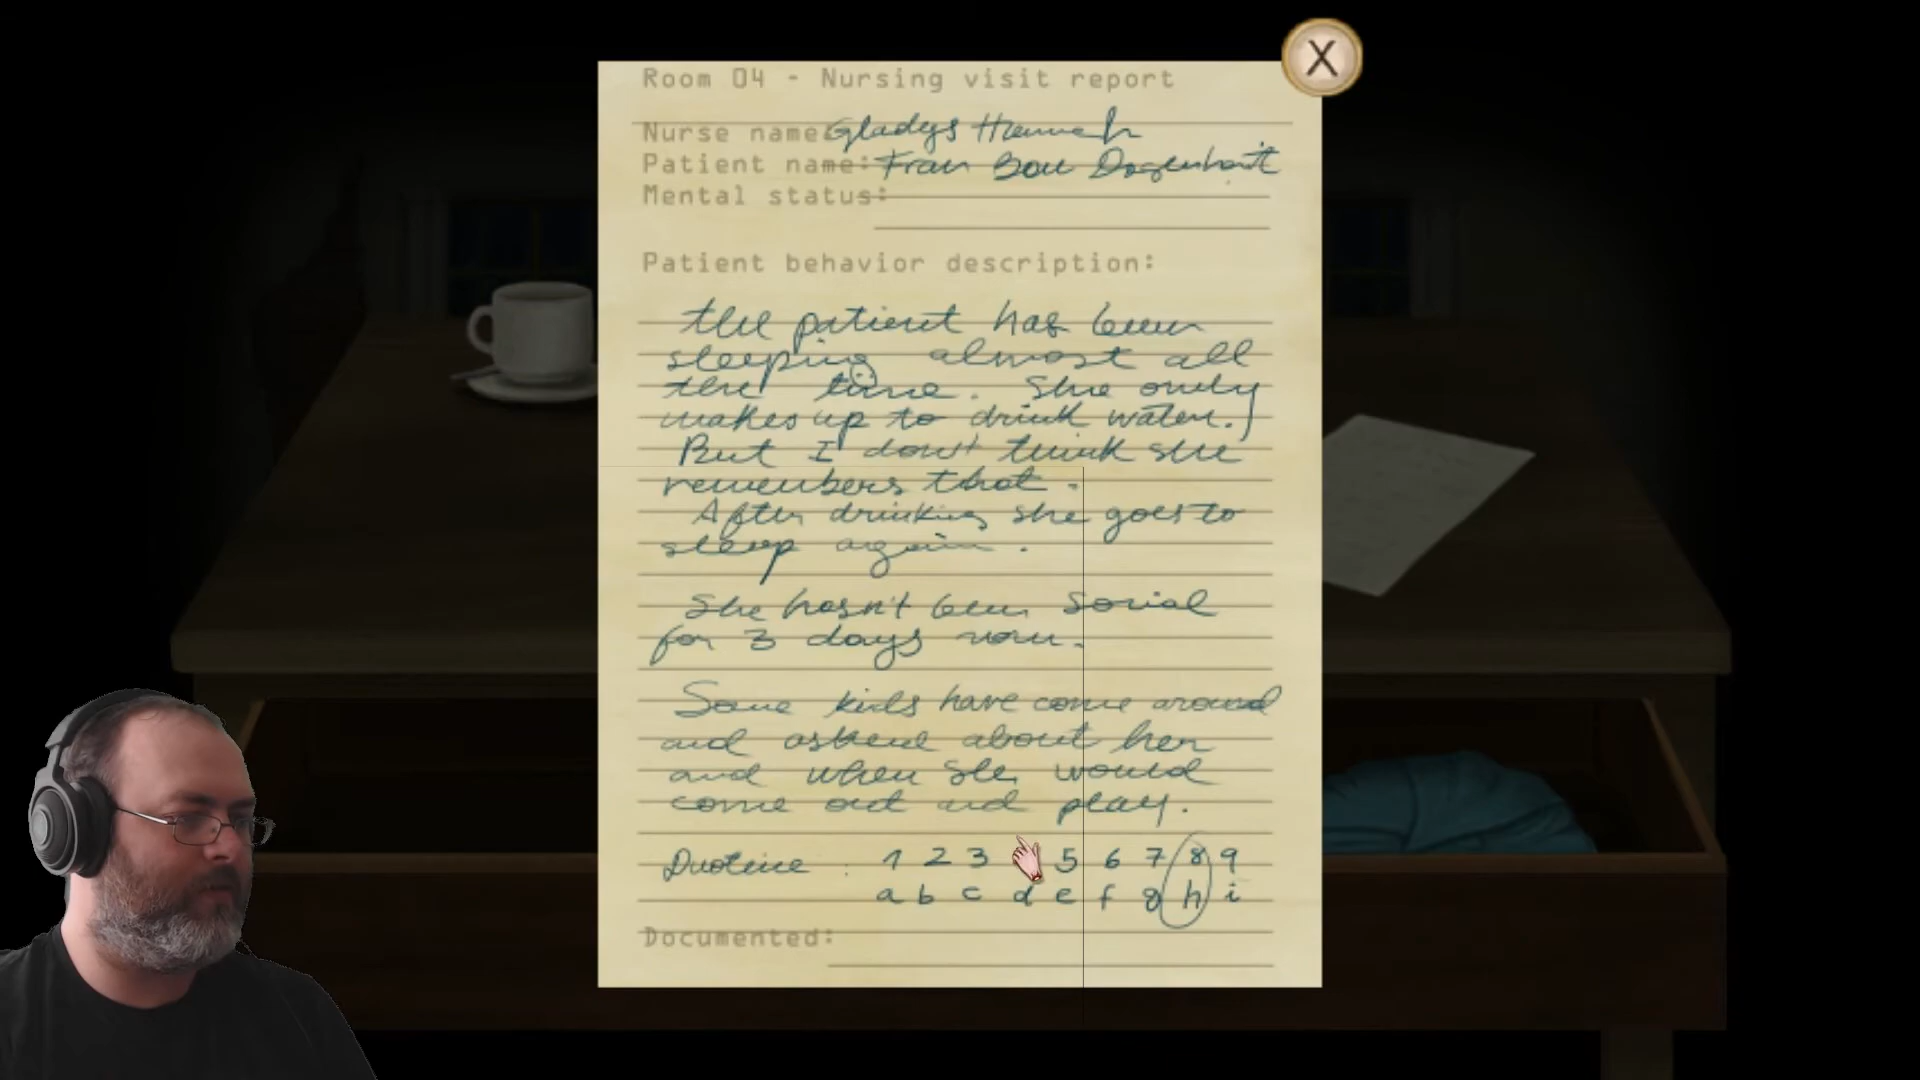 X
Room 04 - Nursing visit report
Nurse name: Gladys Hannah
Patient name: Fran Bow Dagenhart
Mental status:
Patient behavior description:
the patient has been
sleeping almost all
the time. She only
wakes up to drink water.
But I don't think she
remembers that.
After drinking she goes to
sleep again.
She hasn't been social
for 3 days now.
Some kids have come around
and asked about her
and when she would
come out and play.
Duotine : 1 2 3 5 6 7 8 9
a b c d e f g h i
Documented: